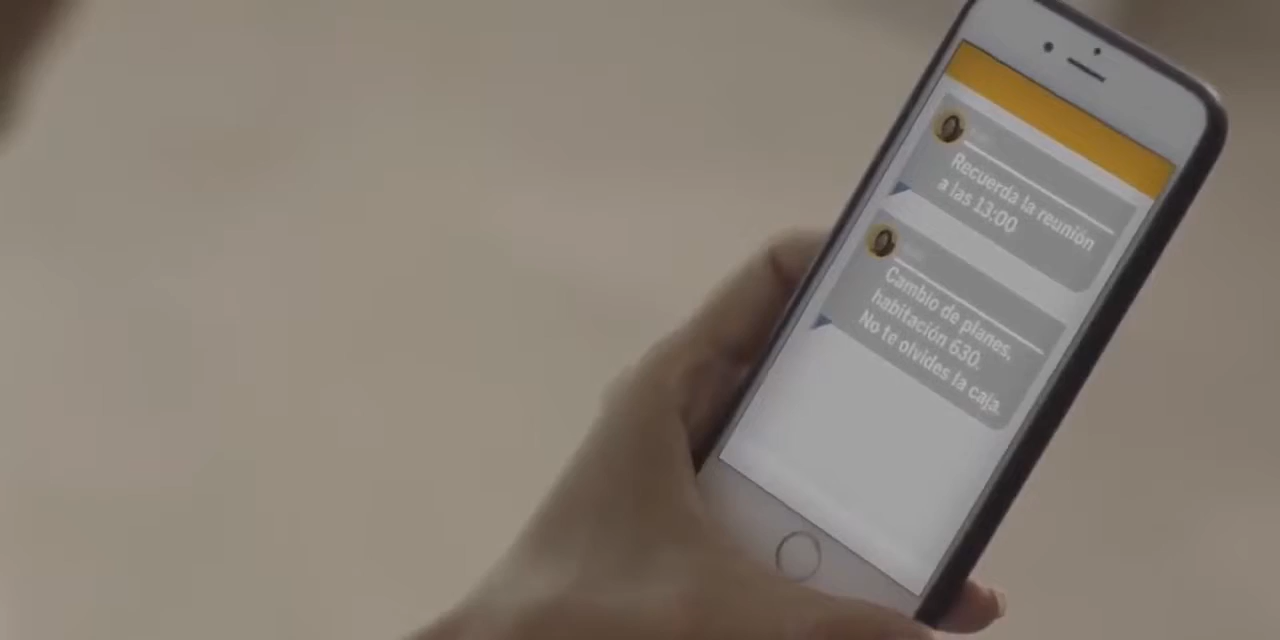 Recuerda la reunión
a las 13:00
Cambio de planes,
habitación 630.
No te olvides la caja.